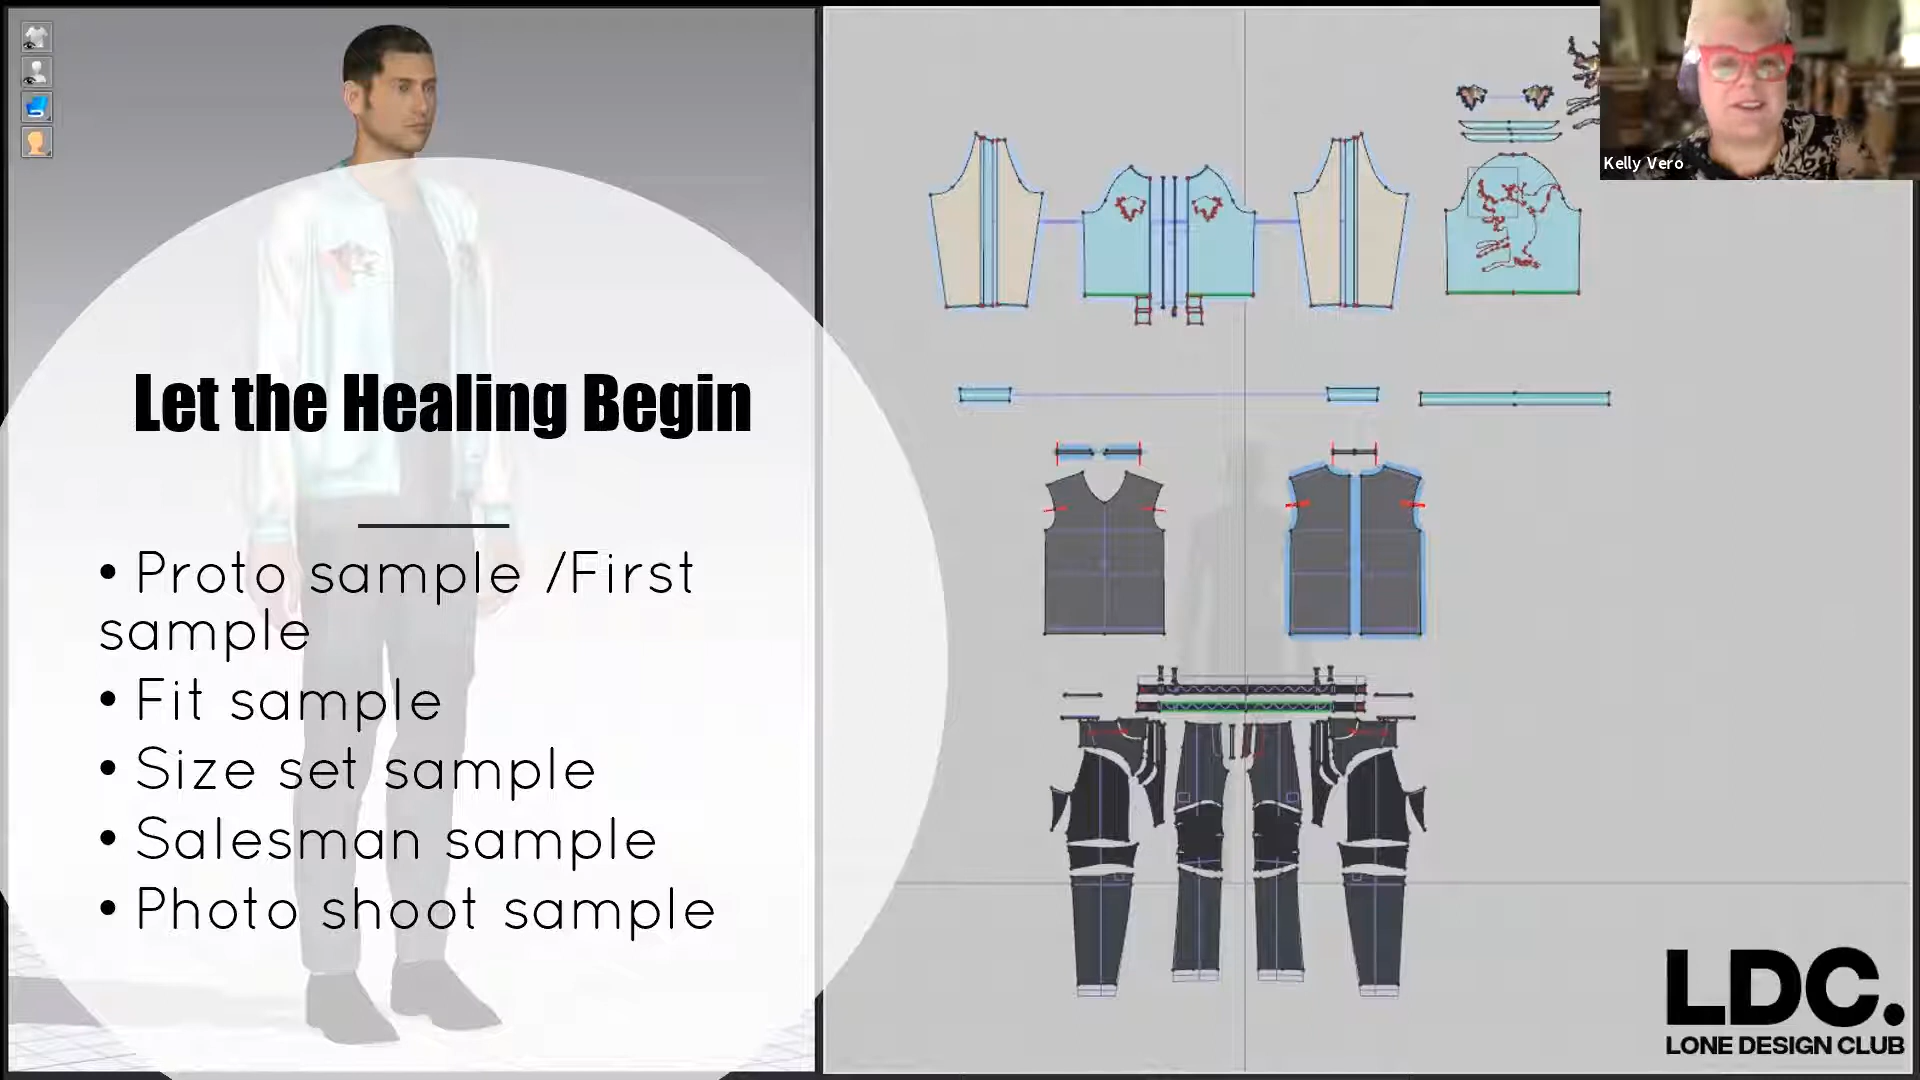 Kelly Vero
Let the Healing Begin
• Proto sample /First
sample
• Fit sample
• Size set sample
• Salesman sample
• Photo shoot sample
LDC.
LONE DESIGN CLUB